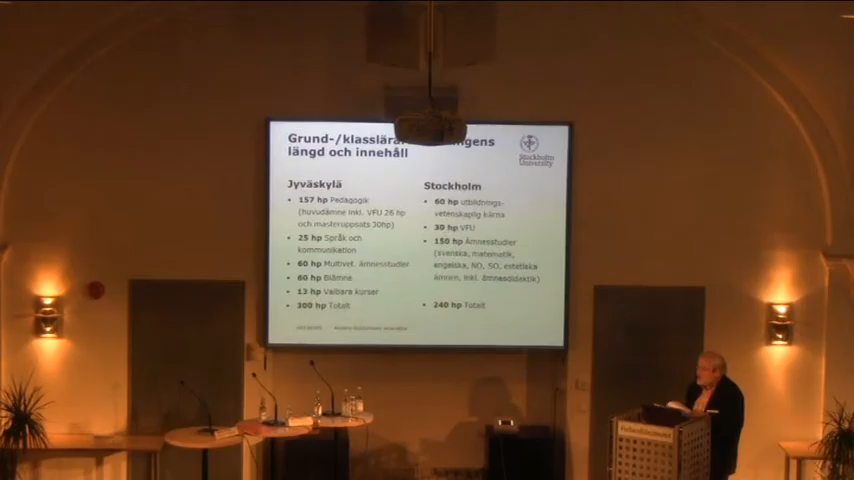 Grund-/klasslärar ngens
längd och innehåll
Stockholm
University
Jyväskylä
• 157 hp Pedagogik
(huvudämne inkl. VFU 26 hp
och masteruppsats 30hp)
• 25 hp Språk och
kommunikation
• 60 hp Multivet. ämnesstudier
• 60 hp Biämne
• 13 hp Valbara kurser
• 300 hp Totalt
Stockholm
• 60 hp utbildnings-
vetenskaplig kärna
• 30 hp VFU
• 150 hp Ämnesstudier
(svenska, matematik,
engelska, NO, SO, estetiska
ämnen, inkl. ämnesdidaktik)
• 240 hp Totalt